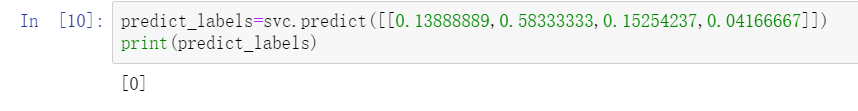 In [10]: predict_labels=svc.predict([[0.13888889,0.58333333,0.15254237,0.04166667]])
print(predict_labels)
[0]